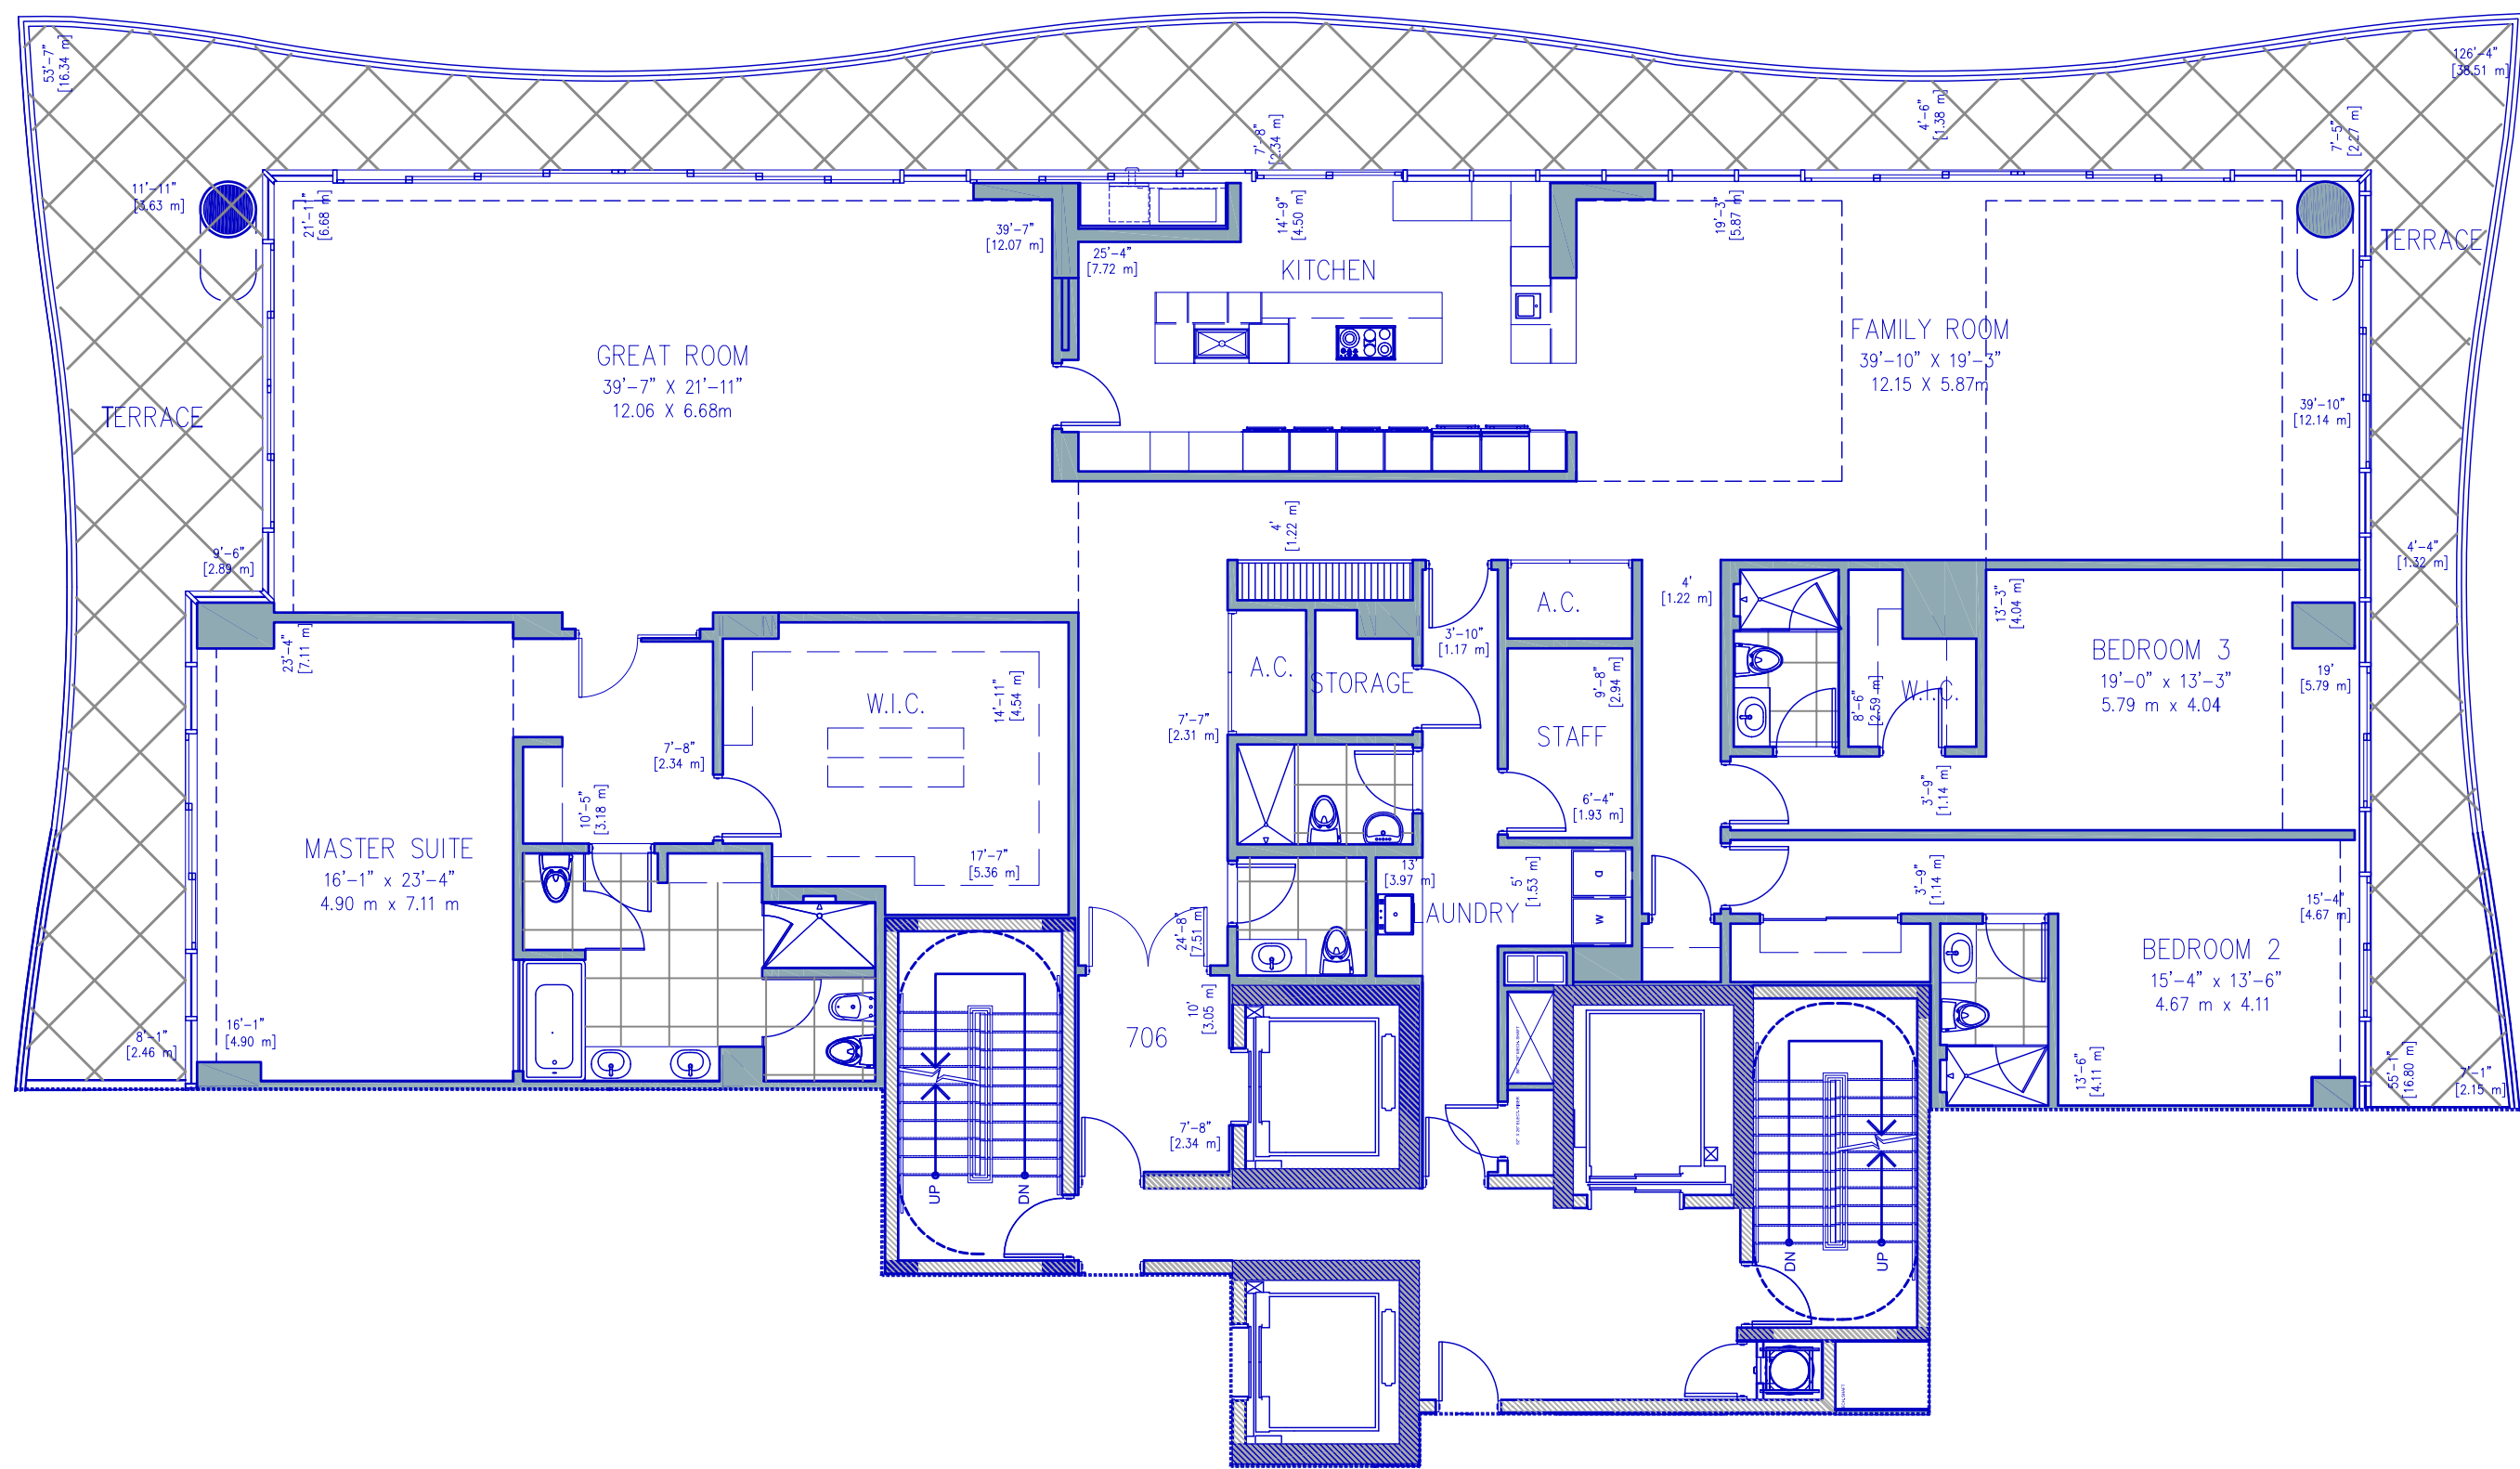 53'-7"
[16.34 m]
126'-4"
[38.51 m]
7'-8"
[2.34 m]
4'-6"
[1.38 m]
7'-5"
[2.27 m]
11'-11"
[3.63 m]
21'-11"
[6.68 m]
39'-7"
[12.07 m]
25'-4"
[7.72 m]
14'-9"
[4.50 m]
19'-3"
[5.87 m]
KITCHEN
TERRACE
GREAT ROOM
39'-7" X 21'-11"
12.06 X 6.68m
FAMILY ROOM
39'-10" X 19'-3"
12.15 X 5.87m
TERRACE
39'-10"
[12.14 m]
9'-6"
[2.89 m]
4'
[1.22 m]
4'-4"
[1.32 m]
23'-4"
[7.11 m]
A.C.
4'
[1.22 m]
13'-3"
[4.04 m]
3'-10"
[1.17 m]
A.C.
STORAGE
9'-8"
[2.94 m]
BEDROOM 3
19'-0" x 13'-3"
5.79 m x 4.04
19'
[5.79 m]
W.I.C.
14'-11"
[4.54 m]
8'-6"
[2.59 m]
W.I.C.
7'-7"
[2.31 m]
STAFF
7'-8"
[2.34 m]
10'-5"
[3.18 m]
6'-4"
[1.93 m]
3'-9"
[1.14 m]
MASTER SUITE
16'-1" x 23'-4"
4.90 m x 7.11 m
17'-7"
[5.36 m]
13'
[3.97 m]
5'
[1.53 m]
D
W
3'-9"
[1.14 m]
LAUNDRY
15'-4"
[4.67 m]
24'-8"
[7.51 m]
BEDROOM 2
15'-4" x 13'-6"
4.67 m x 4.11
10'
[3.05 m]
706
8'-1"
[2.46 m]
16'-1"
[4.90 m]
13'-6"
[4.11 m]
55'-1"
[16.80 m]
7'-1"
[2.15 m]
7'-8"
[2.34 m]
UP
DN
DN
UP